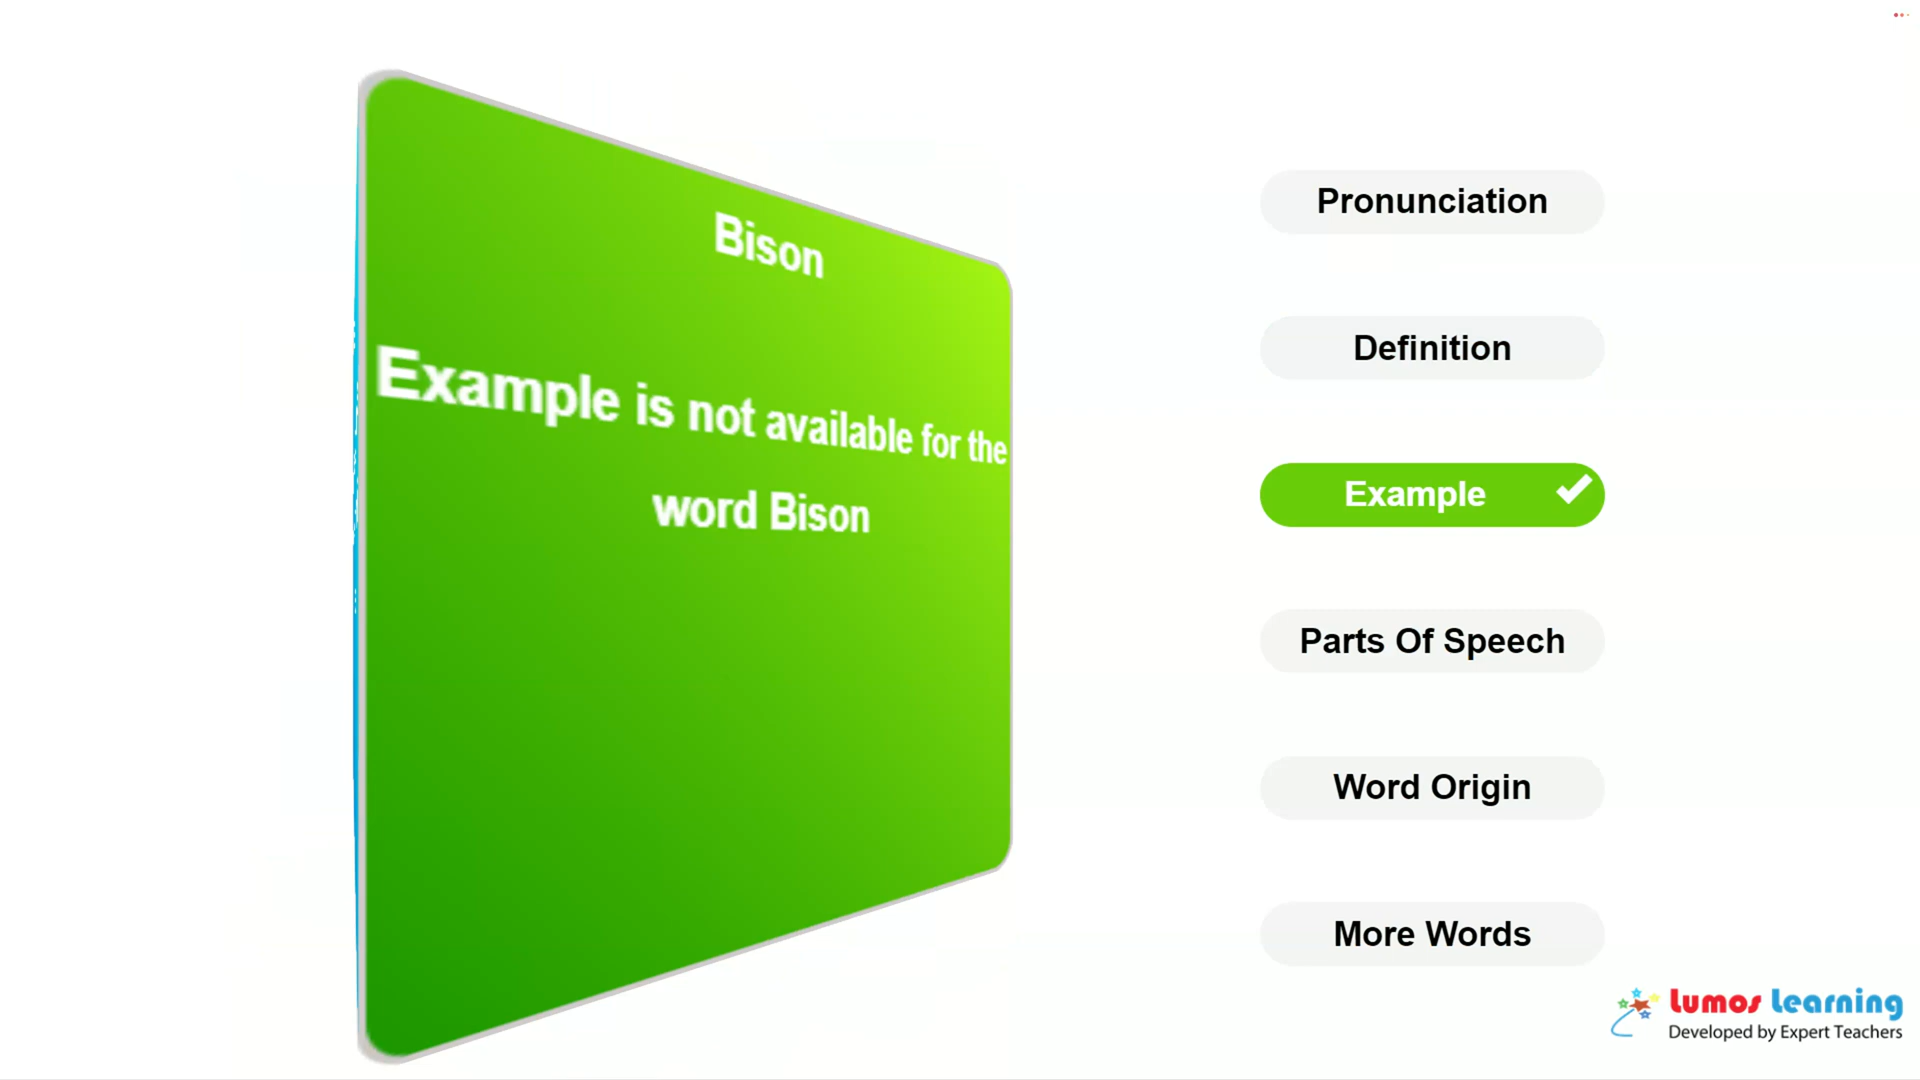 Bison
Example is not available for the
word Bison
Pronunciation
Definition
Example
Parts Of Speech
Word Origin
More Words
Lumos Learning
Developed by Expert Teachers